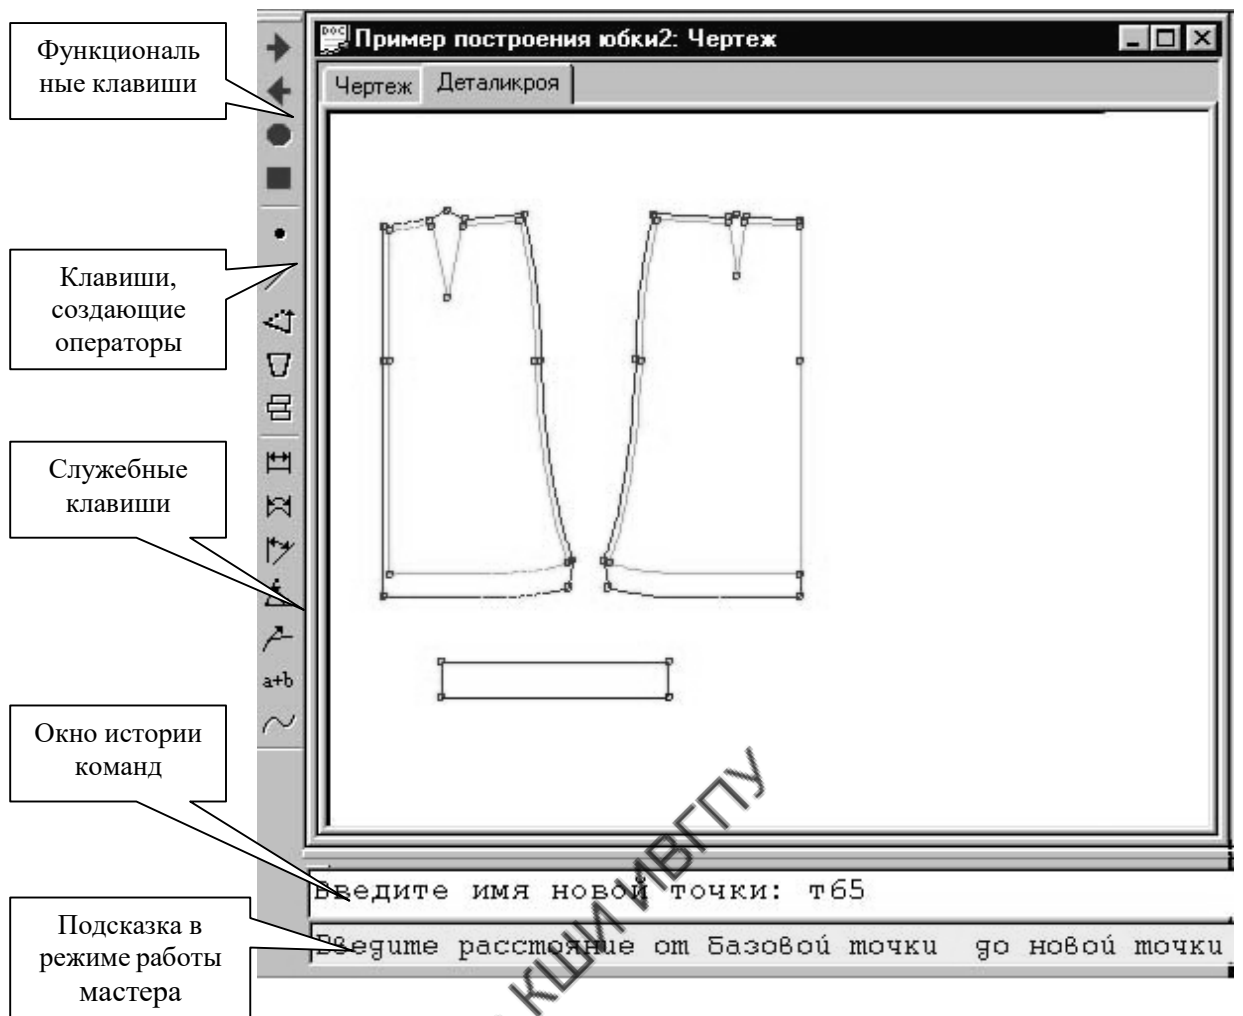 Функциональ
ные клавиши
Клавиши,
создающие
операторы
Служебные
клавиши
Окно истории
команд
Подсказка в
режиме работы
мастера
DOC
Пример построения юбки2: Чертеж
Чертеж
Деталикроя
a+b
Введите имя новой точки: т65
Введите расстояние от базовой точки до новой точки
КШИ ИВГПУ